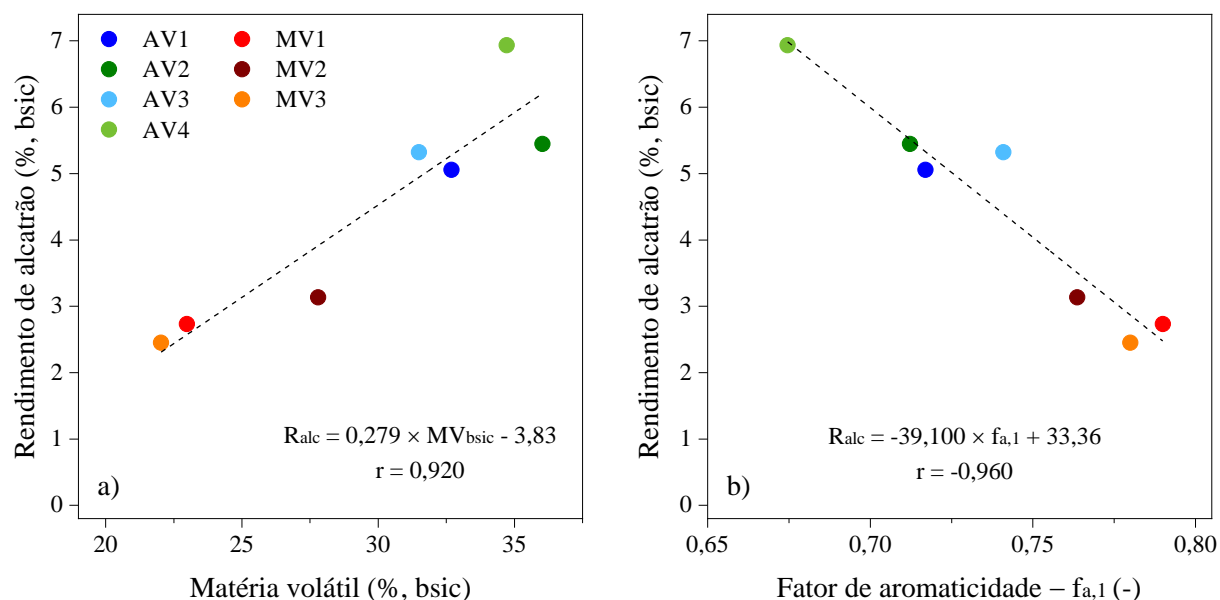 Rendimento de alcatrão (%, bsic)
7
6
5
4
3
2
1
0
AV1 MV1
AV2 MV2
AV3 MV3
AV4
Ralc = 0,279 × MVbsic - 3,83
r = 0,920
a)
20 25 30 35
Matéria volátil (%, bsic)
Rendimento de alcatrão (%, bsic)
7
6
5
4
3
2
1
0
Ralc = -39,100 × fa,1 + 33,36
r = -0,960
b)
0,65 0,70 0,75 0,80
Fator de aromaticidade – fa,1 (-)